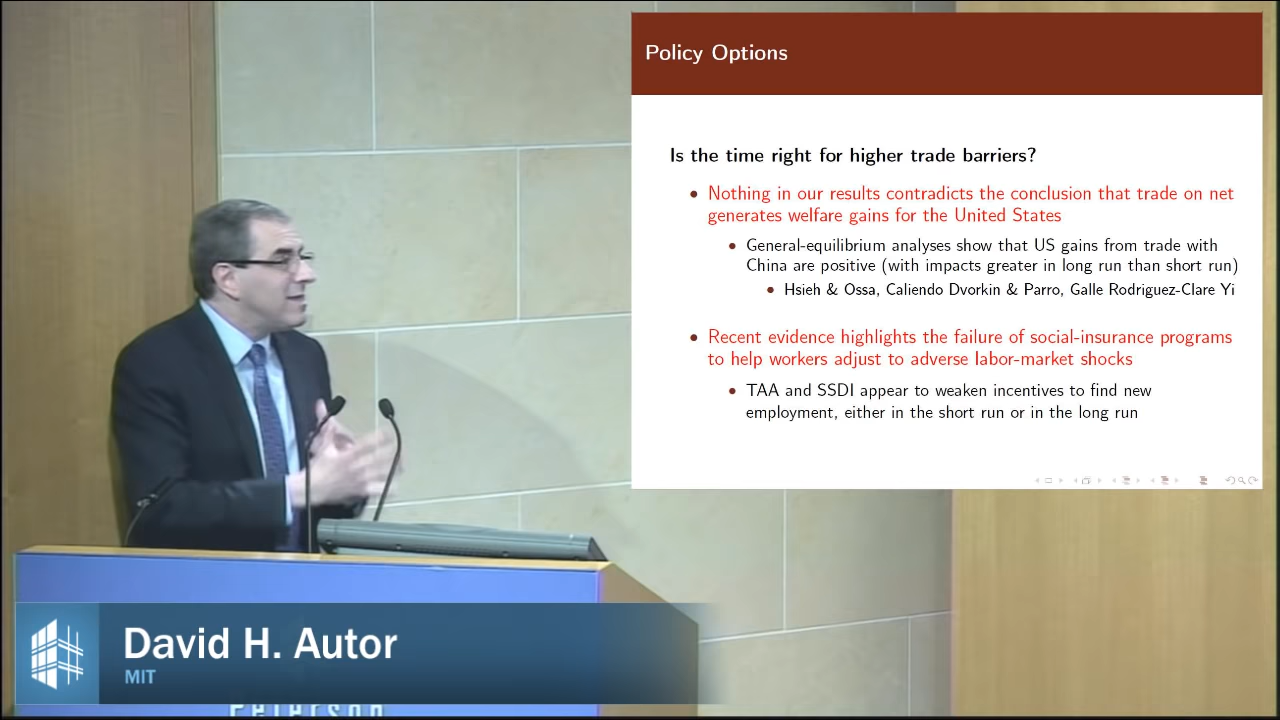 Policy Options
Is the time right for higher trade barriers?
• Nothing in our results contradicts the conclusion that trade on net
generates welfare gains for the United States
• General-equilibrium analyses show that US gains from trade with
China are positive (with impacts greater in long run than short run)
• Hsieh & Ossa, Caliendo Dvorkin & Parro, Galle Rodriguez-Clare Yi
• Recent evidence highlights the failure of social-insurance programs
to help workers adjust to adverse labor-market shocks
• TAA and SSDI appear to weaken incentives to find new
employment, either in the short run or in the long run
David H. Autor
MIT
Peterson